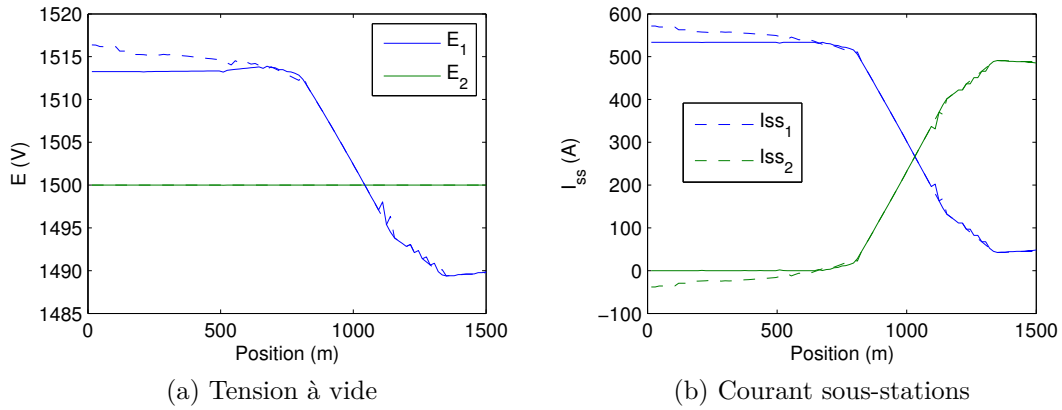 1520
1515
1510
1505
1500
1495
1490
1485
E (V)
0
500
1000
1500
Position (m)
E1
E2
(a) Tension à vide
600
500
400
300
200
100
0
−100
Iss (A)
0
500
1000
1500
Position (m)
Iss1
Iss2
(b) Courant sous-stations